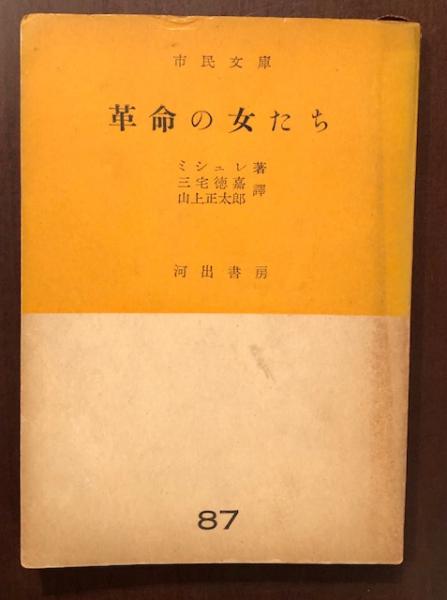 市民文庫
革命の女たち
ミシュレ著
三宅徳嘉
山上正太郎 譯
河出書房
87